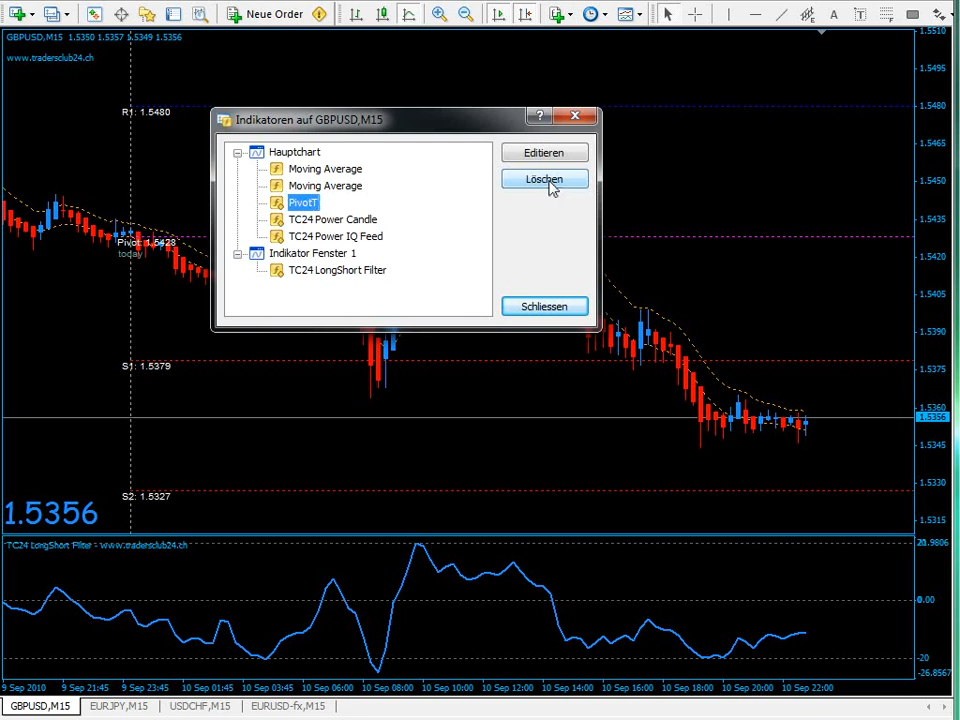 New Order
GBPUSD,M15 1.5350 1.5357 1.5349 1.5356
www.tradersclub24.ch
R1: 1.5480
Pivot: 1.5428
today
S1: 1.5379
S2: 1.5327
1.5356
Indikatoren auf GBPUSD,M15
Hauptchart
Moving Average
Moving Average
PivotT
TC24 Power Candle
TC24 Power IQ Feed
Indikator Fenster 1
TC24 LongShort Filter
Editieren
Löschen
Schliessen
1.5510
1.5495
1.5480
1.5465
1.5450
1.5435
1.5420
1.5405
1.5390
1.5375
1.5360
1.5356
1.5345
1.5330
1.5315
TC24 LongShort Filter - www.tradersclub24.ch
0.00
-20
-26.8567
9 Sep 2010 9 Sep 21:45 9 Sep 23:45 10 Sep 01:45 10 Sep 03:45 10 Sep 06:00 10 Sep 08:00 10 Sep 10:00 10 Sep 12:00 10 Sep 14:00 10 Sep 16:00 10 Sep 18:00 10 Sep 20:00 10 Sep 22:00
GBPUSD,M15 EURJPY,M15 USDCHF,M15 EURUSD-fx,M15